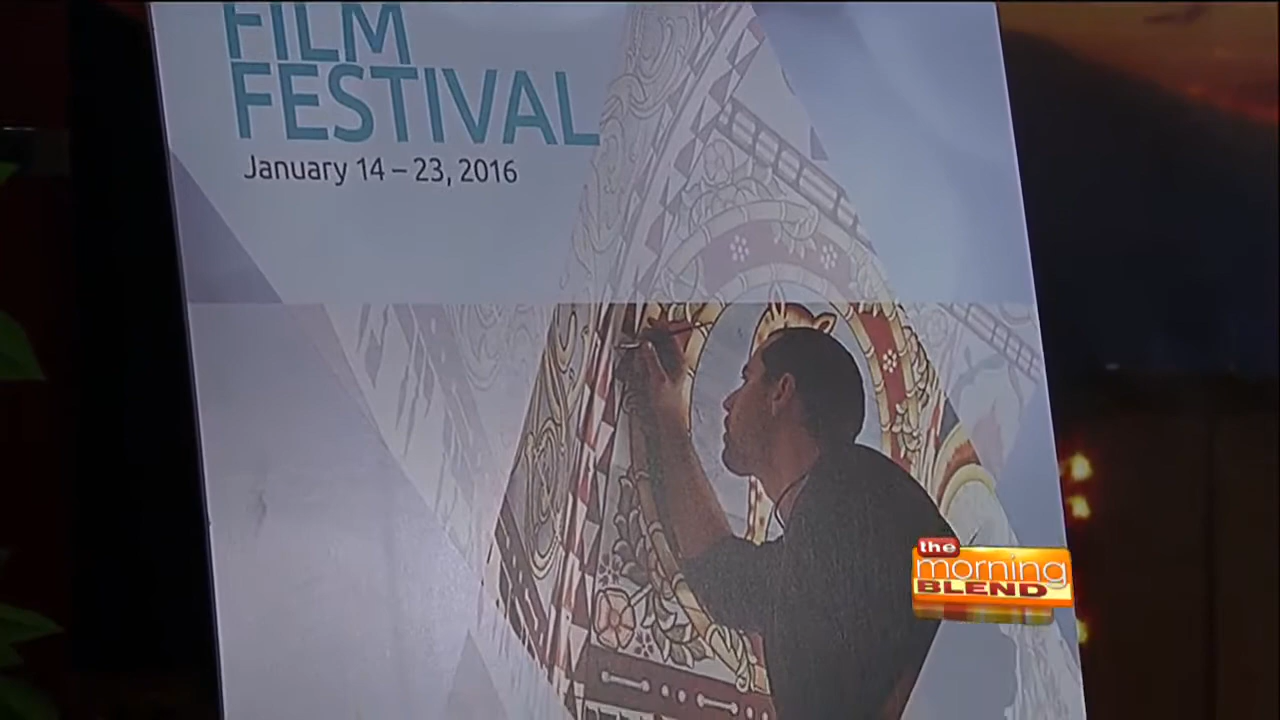 FILM
FESTIVAL
January 14 – 23, 2016
the
morning
BLEND